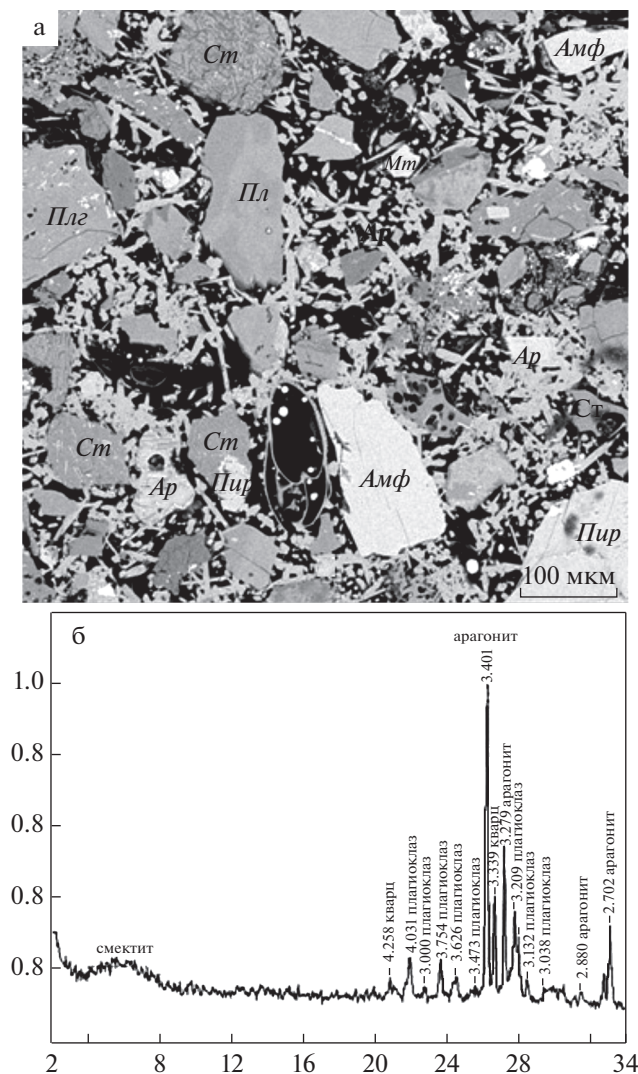 а
Ст
Амф
Мт
Плг
Пл
Ар
Ар
Ст
Ст
Ст
Ар
Пир
Амф
Пир
100 мкм
б
арагонит
3.401
1.0
0.8
0.8
0.8
0.8
смектит
4.258 кварц
4.031 плагиоклаз
3.000 плагиоклаз
3.754 плагиоклаз
3.626 плагиоклаз
3.473 плагиоклаз
3.339 кварц
3.279 арагонит
3.209 плагиоклаз
3.132 плагиоклаз
3.038 плагиоклаз
2.880 арагонит
2.702 арагонит
2 8 12 16 20 24 28 34